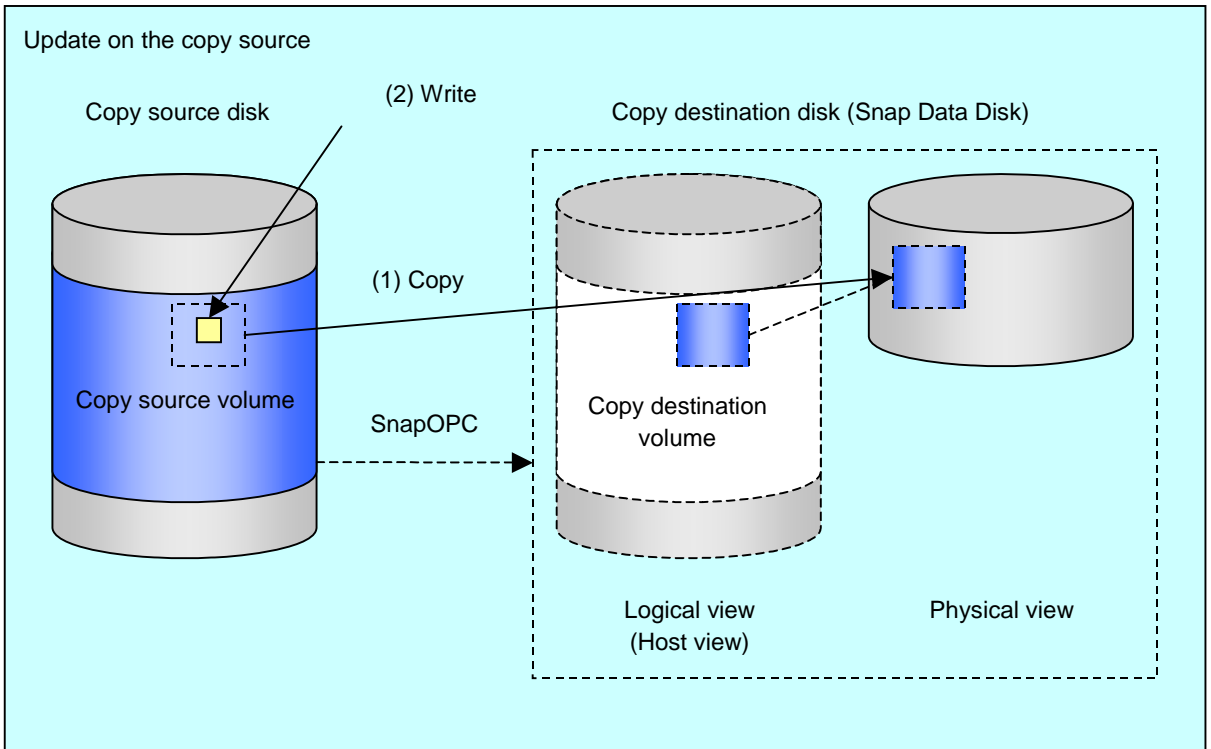 Update on the copy source
(2) Write
Copy source disk
Copy destination disk (Snap Data Disk)
(1) Copy
Copy source volume
Copy destination
volume
SnapOPC
Logical view
(Host view)
Physical view